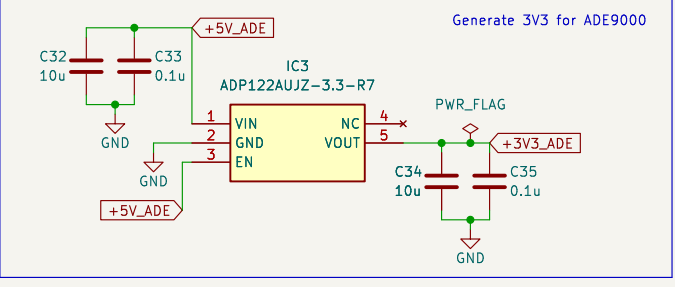 Generate 3V3 for ADE9000
+5V_ADE
C32
10u
C33
0.1u
GND
IC3
ADP122AUJZ-3.3-R7
1 VIN
2 GND
3 EN
NC 4
VOUT 5
GND
+5V_ADE
PWR_FLAG
+3V3_ADE
C34
10u
C35
0.1u
GND